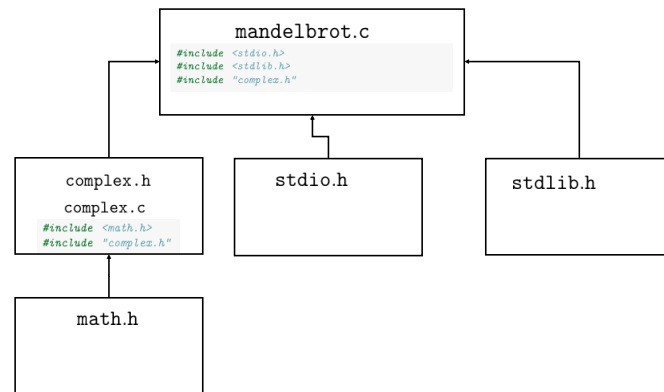 mandelbrot.c
#include <stdio.h>
#include <stdlib.h>
#include "complex.h"
complex.h
complex.c
#include <math.h>
#include "complex.h"
stdio.h
stdlib.h
math.h